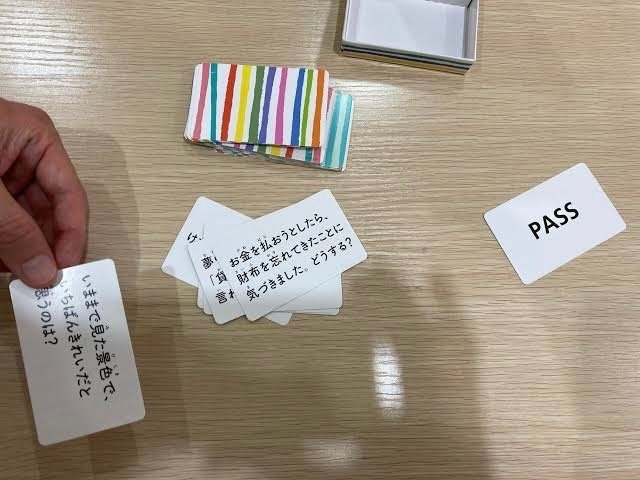 いままで見た景色で、
いちばんきれいだと
思うのは？
お金を払おうとしたら、
財布を忘れてきたことに
気づきました。どうする？
「
言
PASS